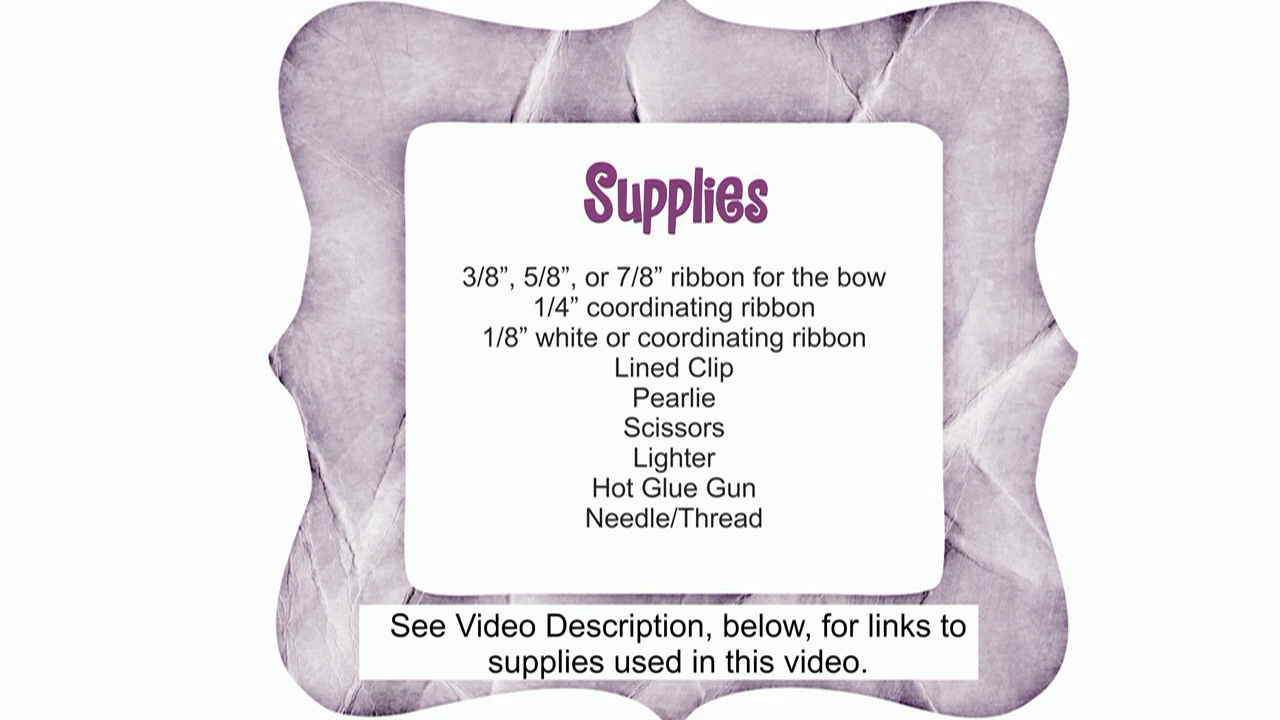 Supplies
3/8”, 5/8”, or 7/8” ribbon for the bow
1/4” coordinating ribbon
1/8” white or coordinating ribbon
Lined Clip
Pearlie
Scissors
Lighter
Hot Glue Gun
Needle/Thread
See Video Description, below, for links to
supplies used in this video.